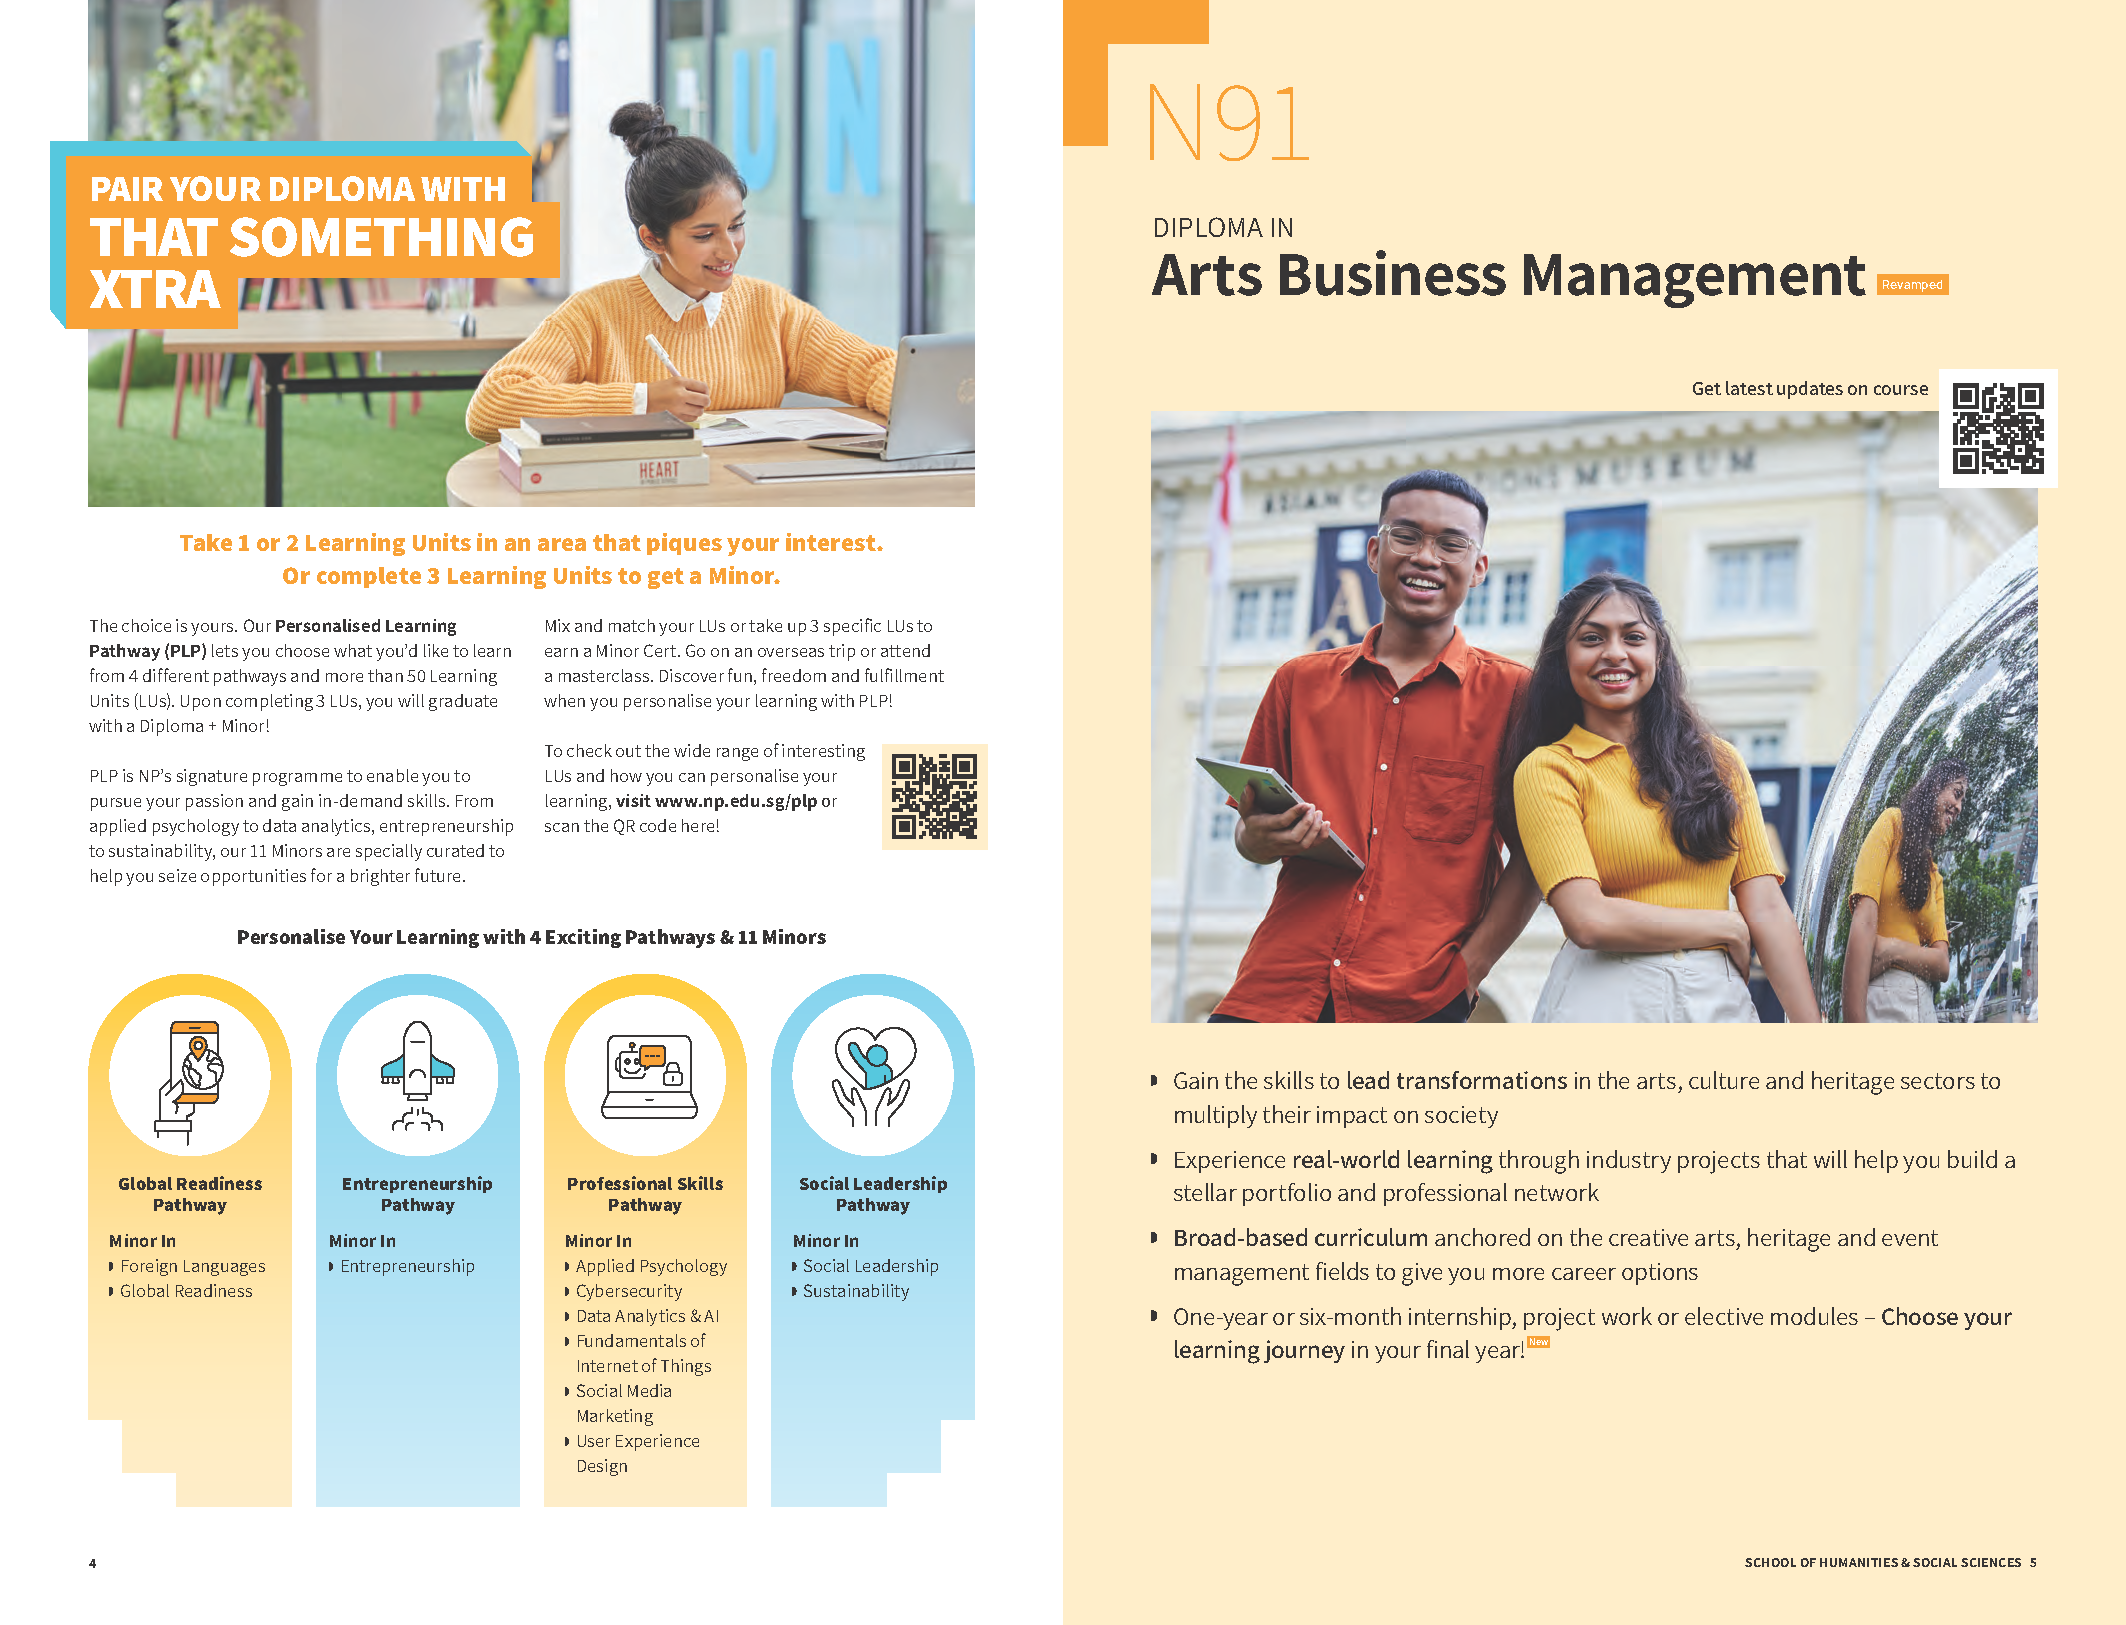 PAIR YOUR DIPLOMA WITH
THAT SOMETHING
XTRA
UN
HEART
Take 1 or 2 Learning Units in an area that piques your interest.
Or complete 3 Learning Units to get a Minor.
The choice is yours. Our Personalised Learning
Pathway (PLP) lets you choose what you’d like to learn
from 4 different pathways and more than 50 Learning
Units (LUs). Upon completing 3 LUs, you will graduate
with a Diploma + Minor!
PLP is NP’s signature programme to enable you to
pursue your passion and gain in-demand skills. From
applied psychology to data analytics, entrepreneurship
to sustainability, our 11 Minors are specially curated to
help you seize opportunities for a brighter future.
Mix and match your LUs or take up 3 specific LUs to
earn a Minor Cert. Go on an overseas trip or attend
a masterclass. Discover fun, freedom and fulfillment
when you personalise your learning with PLP!
To check out the wide range of interesting
LUs and how you can personalise your
learning, visit www.np.edu.sg/plp or
scan the QR code here!
Personalise Your Learning with 4 Exciting Pathways & 11 Minors
Global Readiness
Pathway
Minor In
Foreign Languages
Global Readiness
Entrepreneurship
Pathway
Minor In
Entrepreneurship
Professional Skills
Pathway
Minor In
Applied Psychology
Cybersecurity
Data Analytics & AI
Fundamentals of
Internet of Things
Social Media
Marketing
User Experience
Design
Social Leadership
Pathway
Minor In
Social Leadership
Sustainability
4
N91
DIPLOMA IN
Arts Business Management Revamped
Get latest updates on course
ASIAN C TIONS MUSEUM
Gain the skills to lead transformations in the arts, culture and heritage sectors to
multiply their impact on society
Experience real-world learning through industry projects that will help you build a
stellar portfolio and professional network
Broad-based curriculum anchored on the creative arts, heritage and event
management fields to give you more career options
One-year or six-month internship, project work or elective modules – Choose your
learning journey in your final year! New
SCHOOL OF HUMANITIES & SOCIAL SCIENCES 5